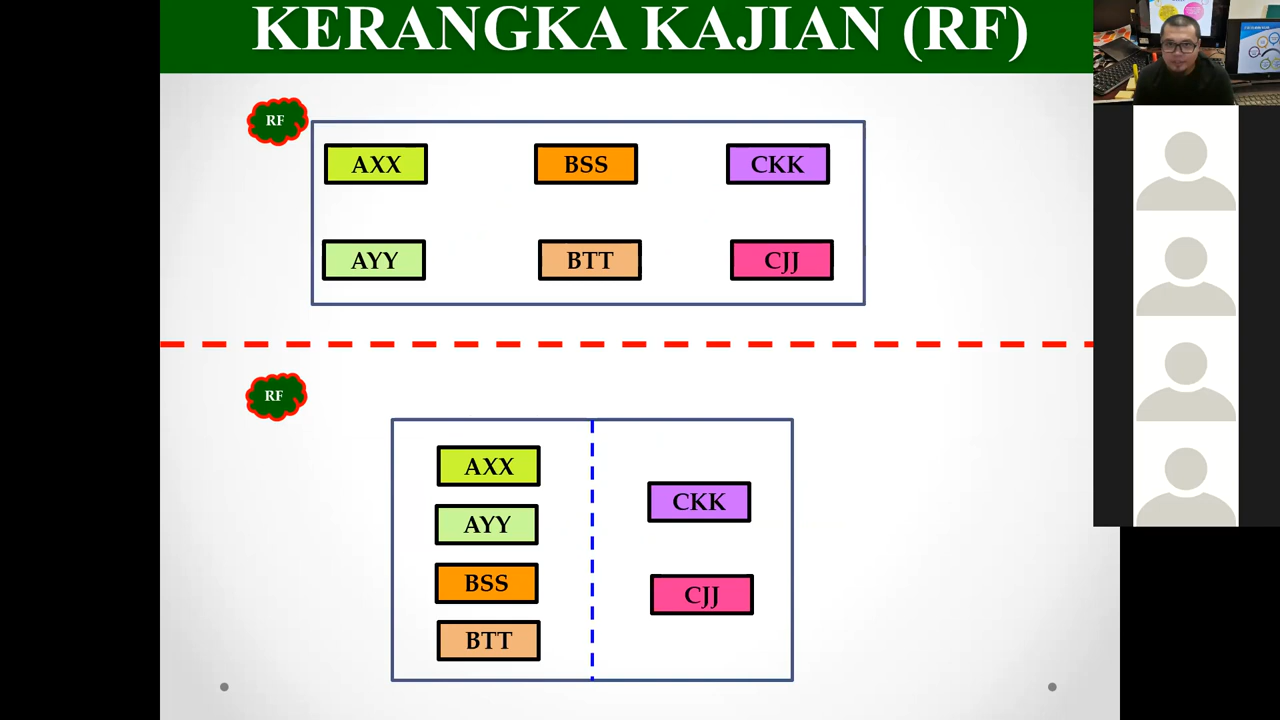 KERANGKA KAJIAN (RF)
RF
AXX BSS CKK
AYY BTT CJJ
RF
AXX
AYY
BSS
BTT
CKK
CJJ